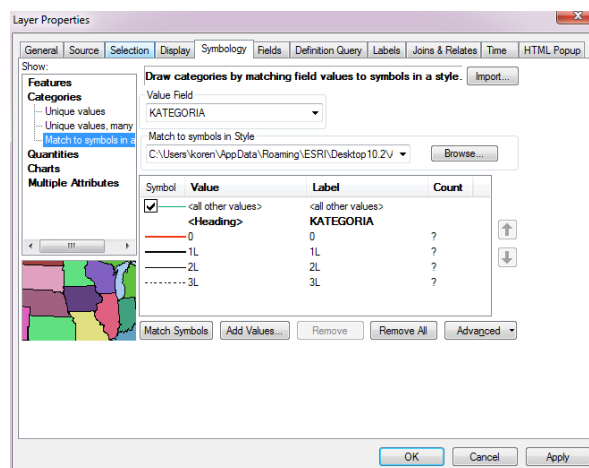 Layer Properties
General Source Selection Display Symbology Fields Definition Query Labels Joins & Relates Time HTML Popup
Show:
Features
Categories
Unique values
Unique values, many
Match to symbols in a
Quantities
Charts
Multiple Attributes
Draw categories by matching field values to symbols in a style. Import...
Value Field
KATEGORIA
Match to symbols in Style
C:\Users\koren\AppData\Roaming\ESRI\Desktop10.2\/ Browse...
Symbol Value Label Count
<all other values> <all other values>
<Heading> KATEGORIA
0 0 ?
1L 1L ?
2L 2L ?
3L 3L ?
Match Symbols Add Values... Remove Remove All Advanced
OK Cancel Apply